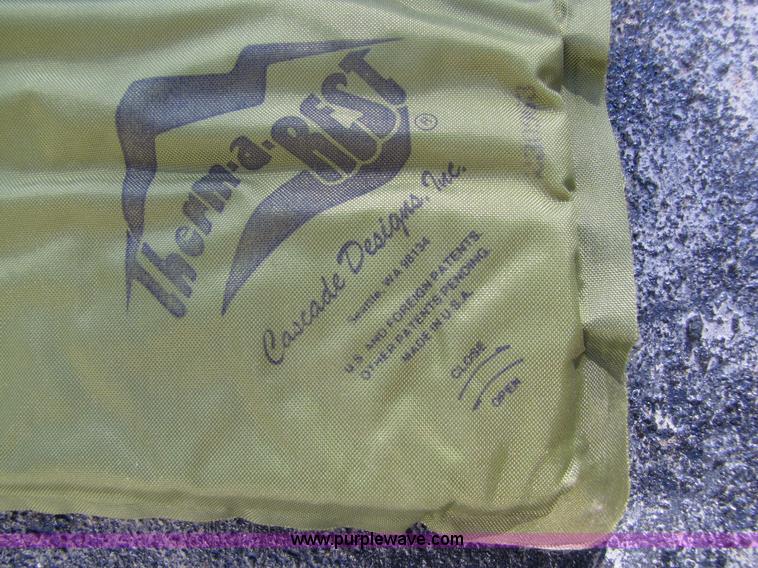 Therm-a-REST®
Cascade Designs, Inc.
Seattle, WA 98134
U.S AND FOREIGN PATENTS.
OTHER PATENTS PENDING.
MADE IN U.S.A.
CLOSE
OPEN
www.purplewave.com